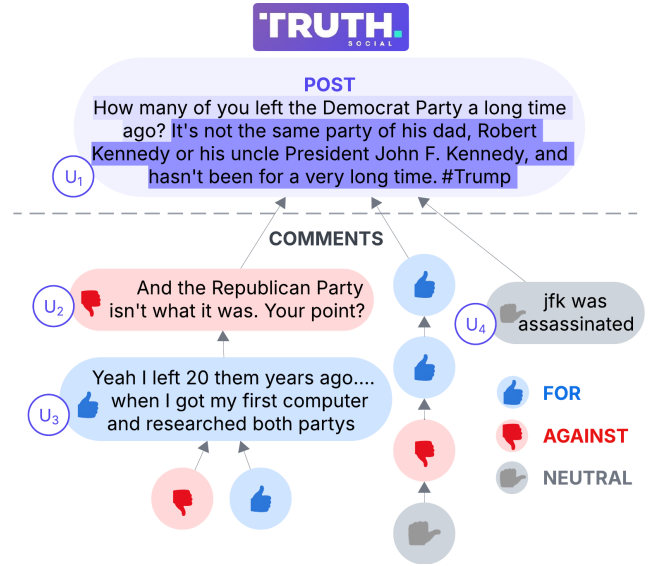 TRUTH.
SOCIAL
POST
How many of you left the Democrat Party a long time
ago? It's not the same party of his dad, Robert
Kennedy or his uncle President John F. Kennedy, and
hasn't been for a very long time. #Trump
U1
COMMENTS
And the Republican Party
isn't what it was. Your point?
U2
jfk was
assassinated
U4
Yeah I left 20 them years ago....
when I got my first computer
and researched both partys
U3
FOR
AGAINST
NEUTRAL